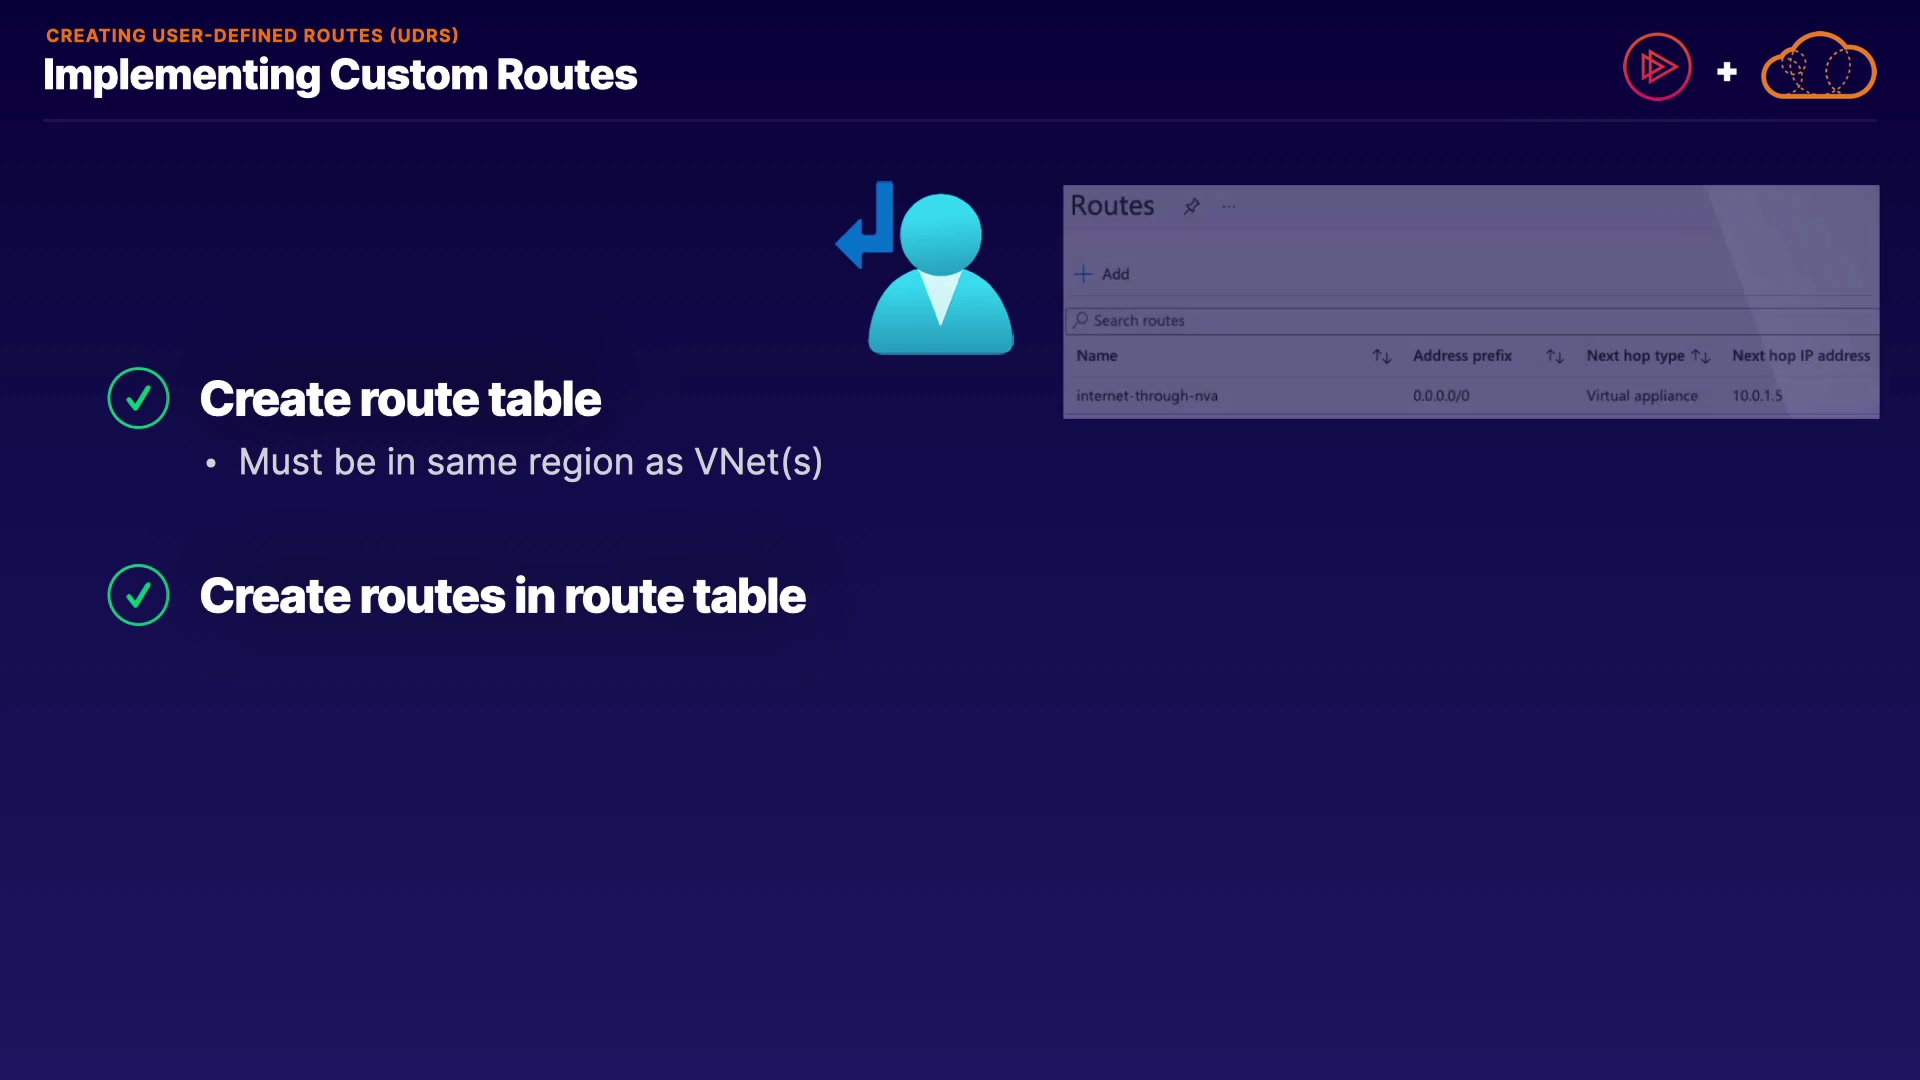 CREATING USER-DEFINED ROUTES (UDRS)
Implementing Custom Routes
Routes
Add
Search routes
Name Address prefix Next hop type Next hop IP address
internet-through-nva 0.0.0.0/0 Virtual appliance 10.0.1.5
Create route table
• Must be in same region as VNet(s)
Create routes in route table